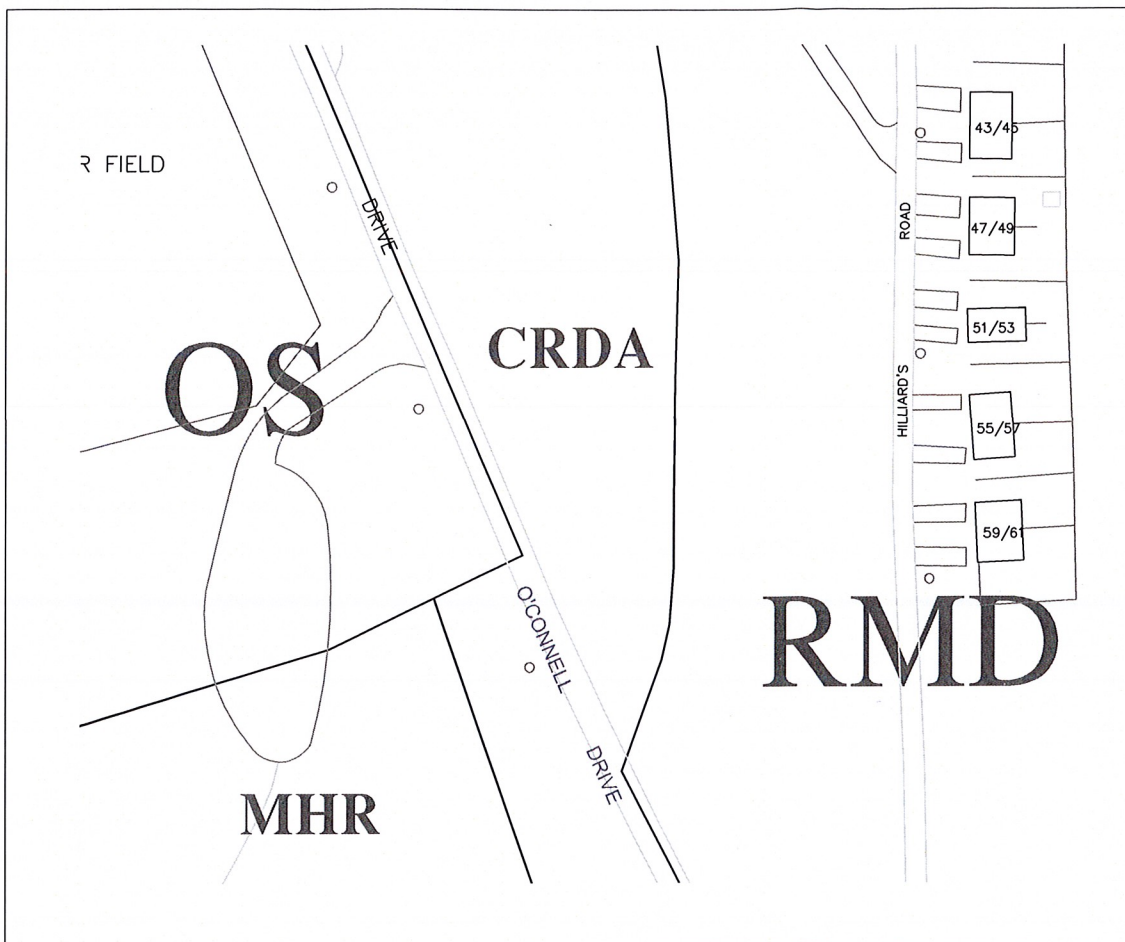 43/45
R FIELD
DRIVE
47/49
ROAD
51/53
CRDA
OS
HILLIARD'S
55/57
59/61
O'CONNELL
RMD
DRIVE
MHR